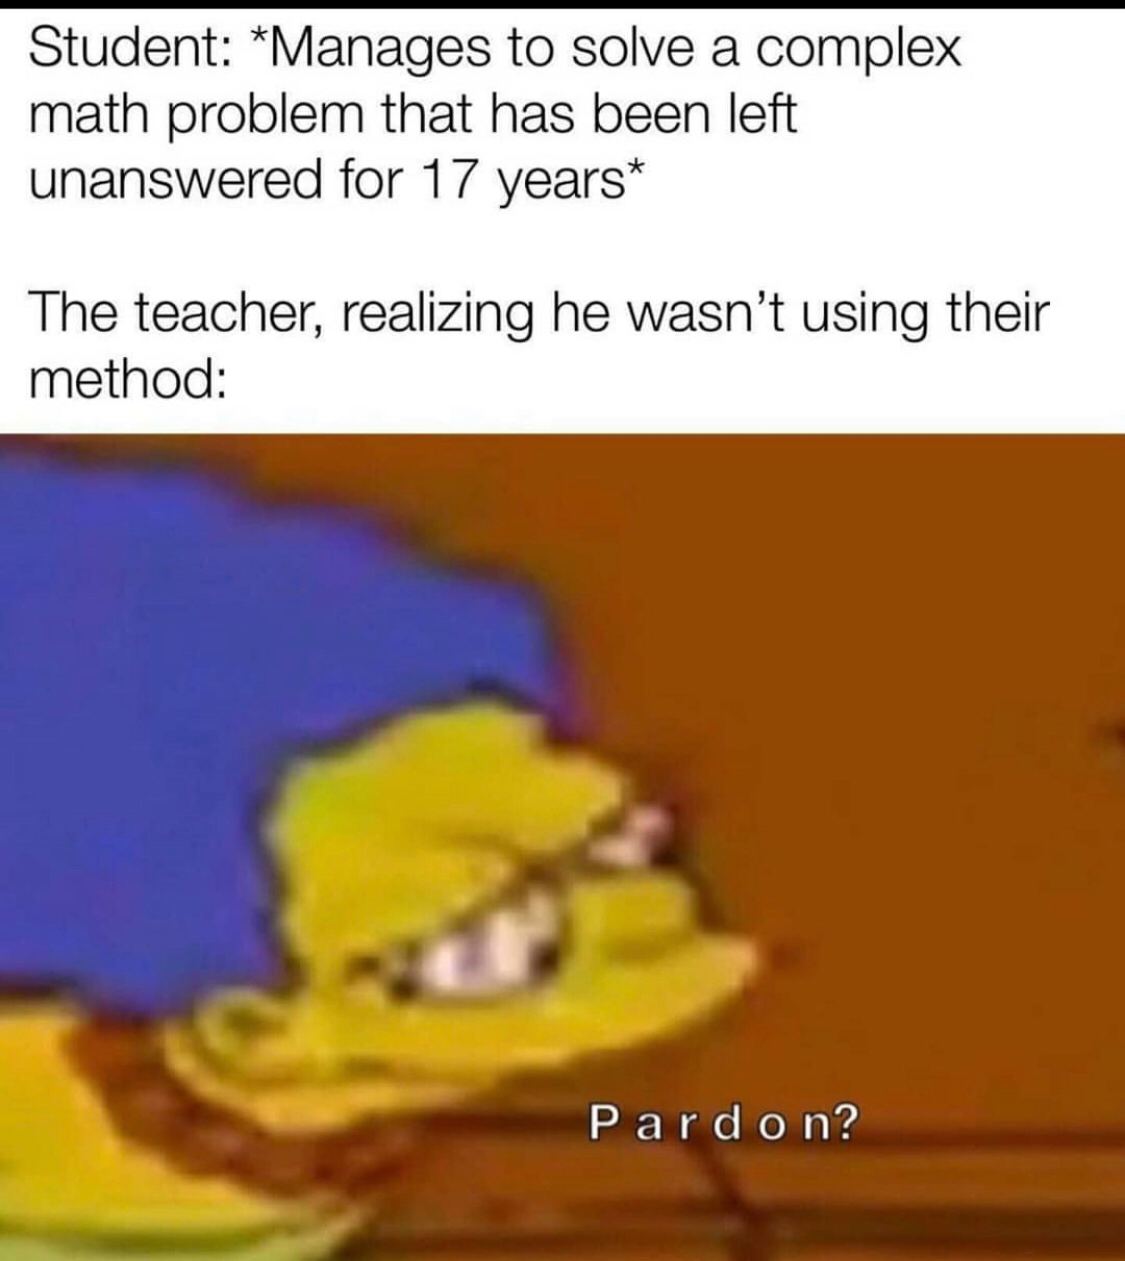 Student: *Manages to solve a complex
math problem that has been left
unanswered for 17 years*
The teacher, realizing he wasn’t using their
method:
P a r d o n?